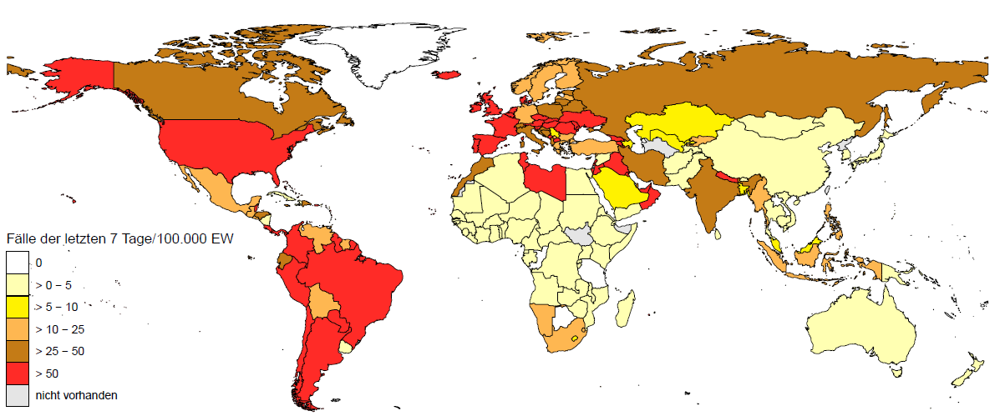 Fälle der letzten 7 Tage/100.000 EW
0
> 0 – 5
> 5 – 10
> 10 – 25
> 25 – 50
> 50
nicht vorhanden